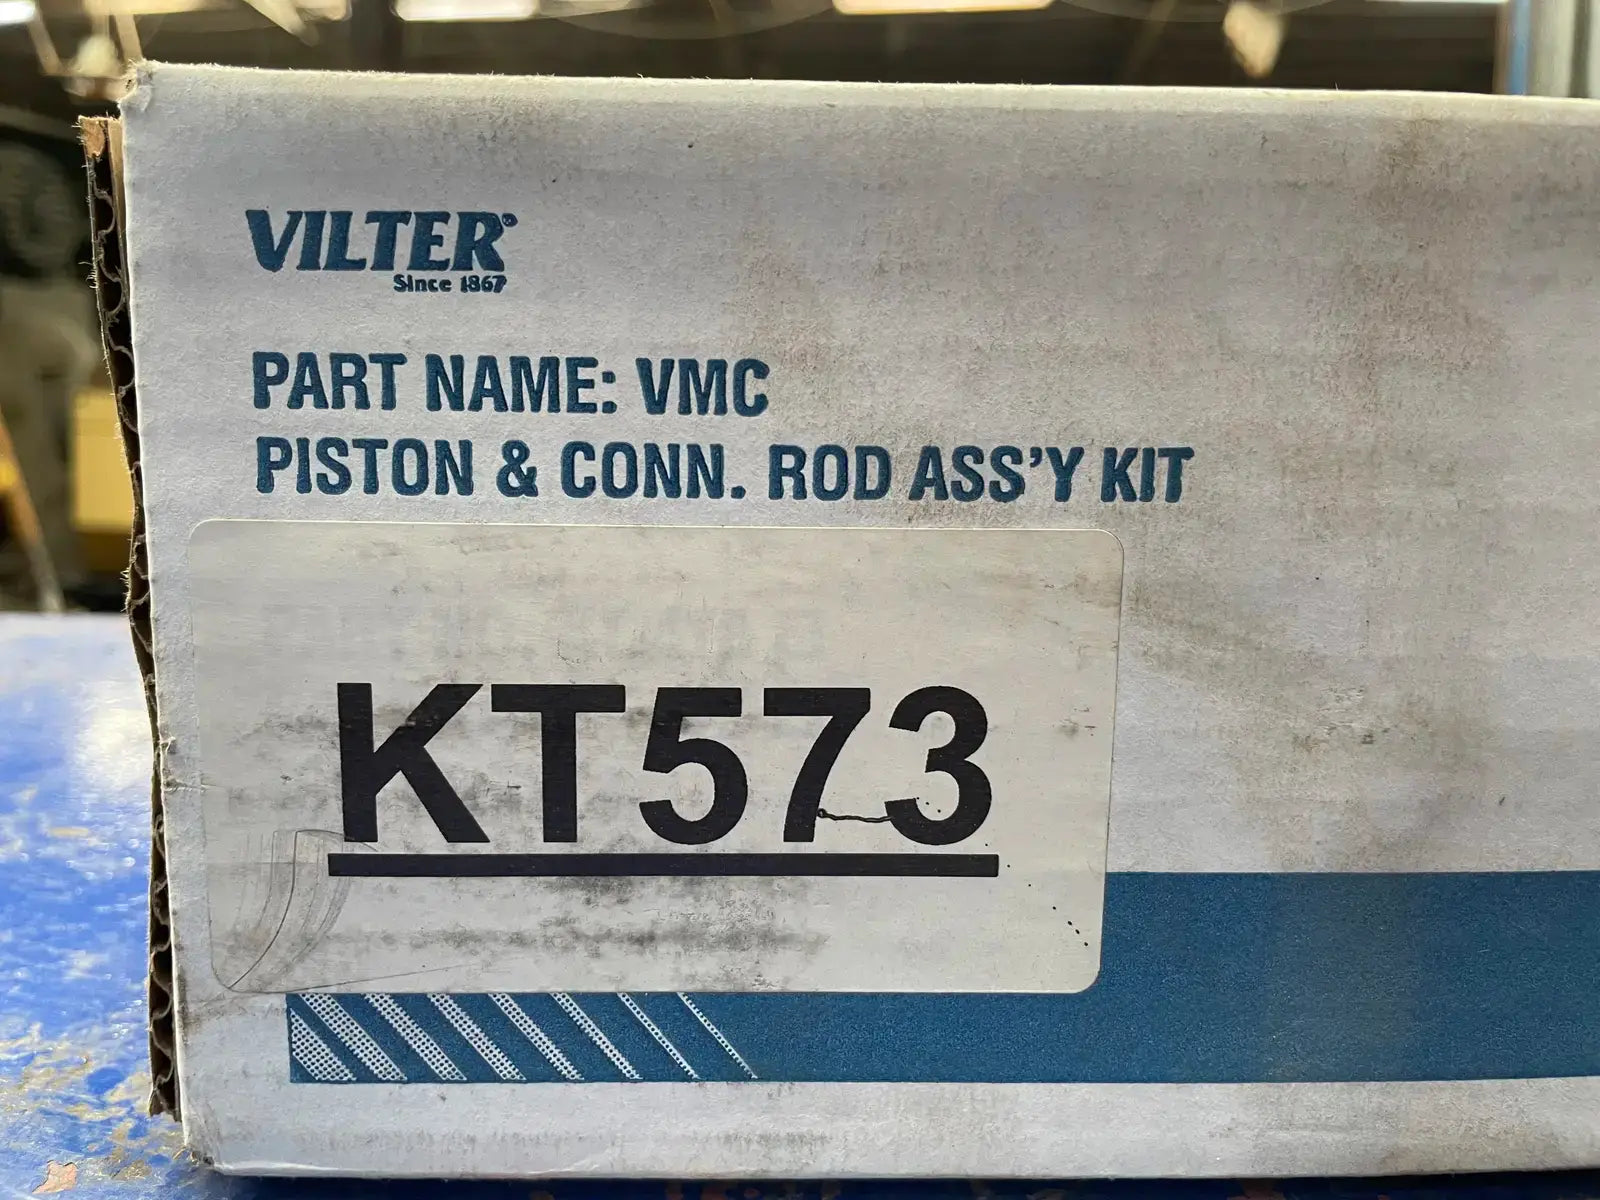 VILTER®
Since 1867
PART NAME: VMC
PISTON & CONN. ROD ASS'Y KIT
KT573